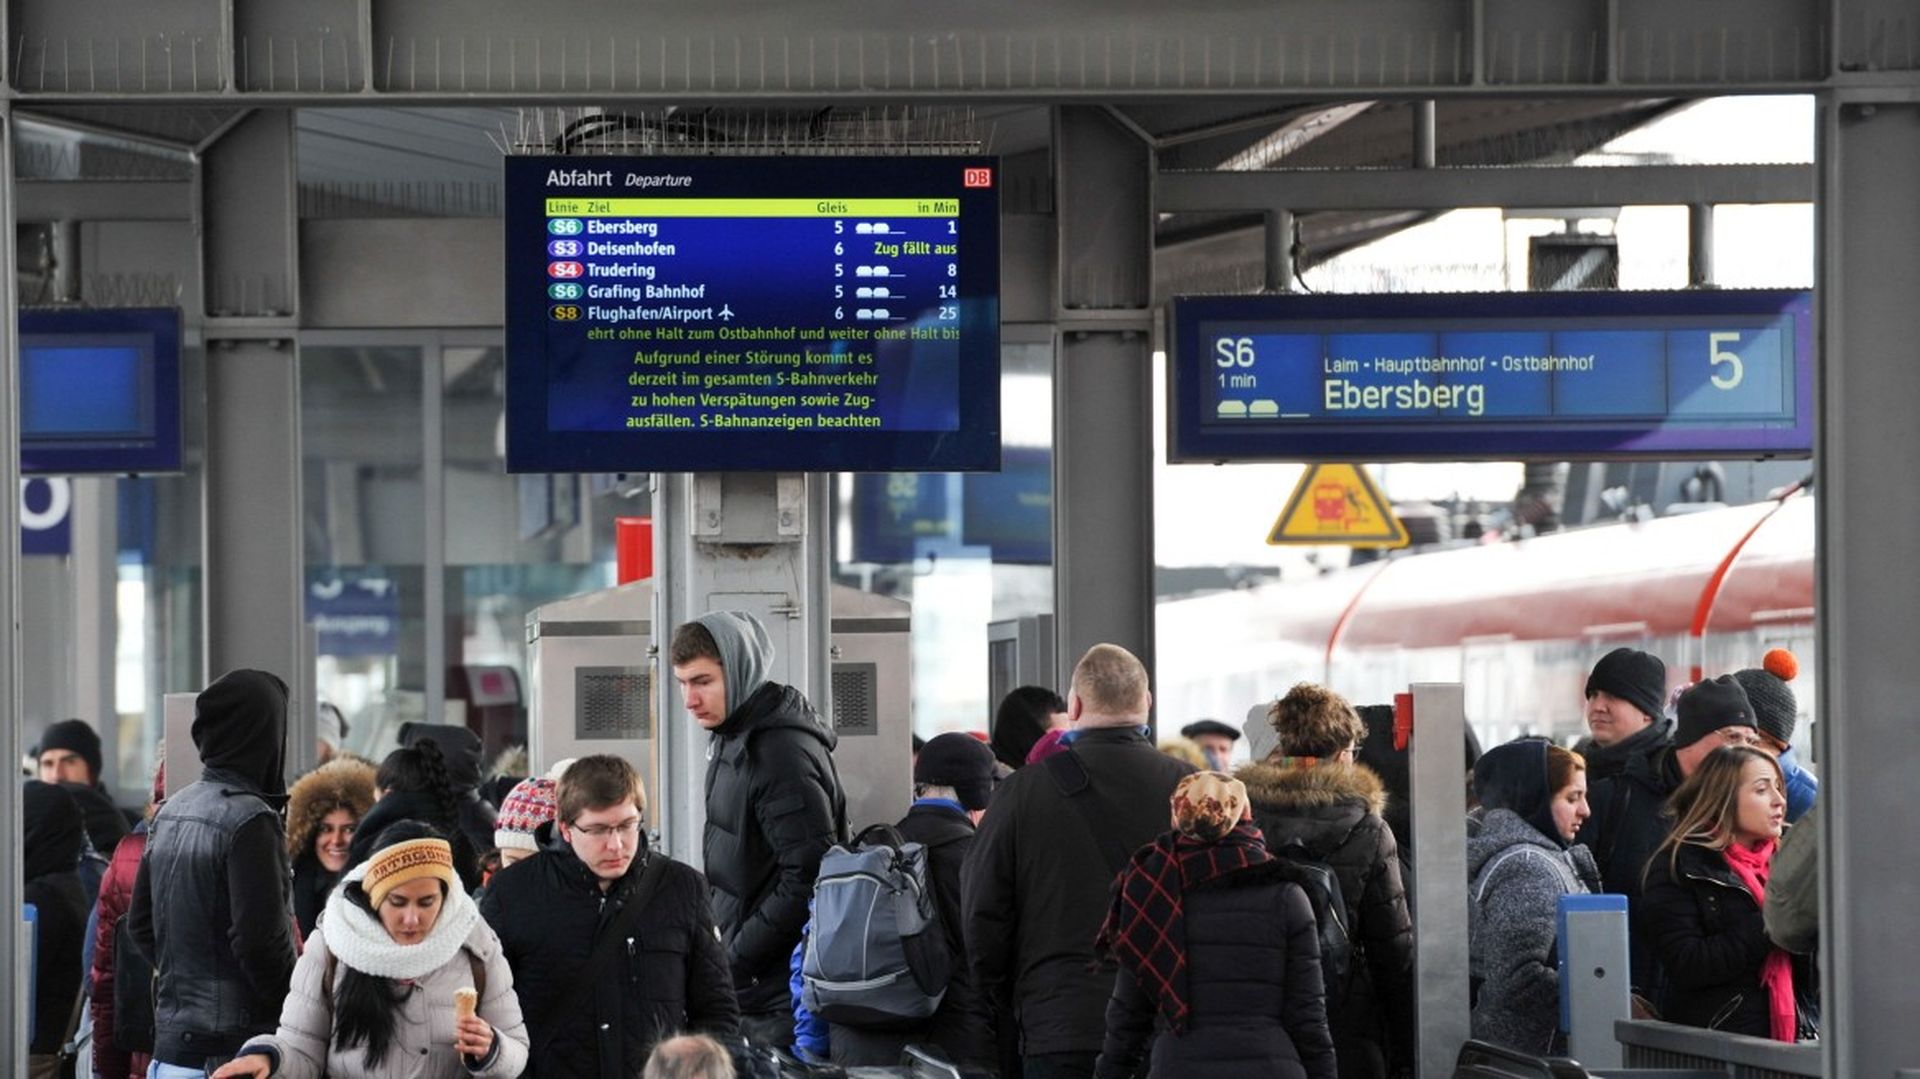 Abfahrt Departure DB
Linie Ziel Gleis in Min
S6 Ebersberg 5 1
S3 Deisenhofen 6 Zug fällt aus
S4 Trudering 5 8
S6 Grafing Bahnhof 5 14
S8 Flughafen/Airport 6 25
ehrt ohne Halt zum Ostbahnhof und weiter ohne Halt bis
Aufgrund einer Störung kommt es
derzeit im gesamten S-Bahnverkehr
zu hohen Verspätungen sowie Zug-
ausfällen. S-Bahnanzeigen beachten
S6 Laim - Hauptbahnhof - Ostbahnhof 5
1 min Ebersberg
PATAGONIA